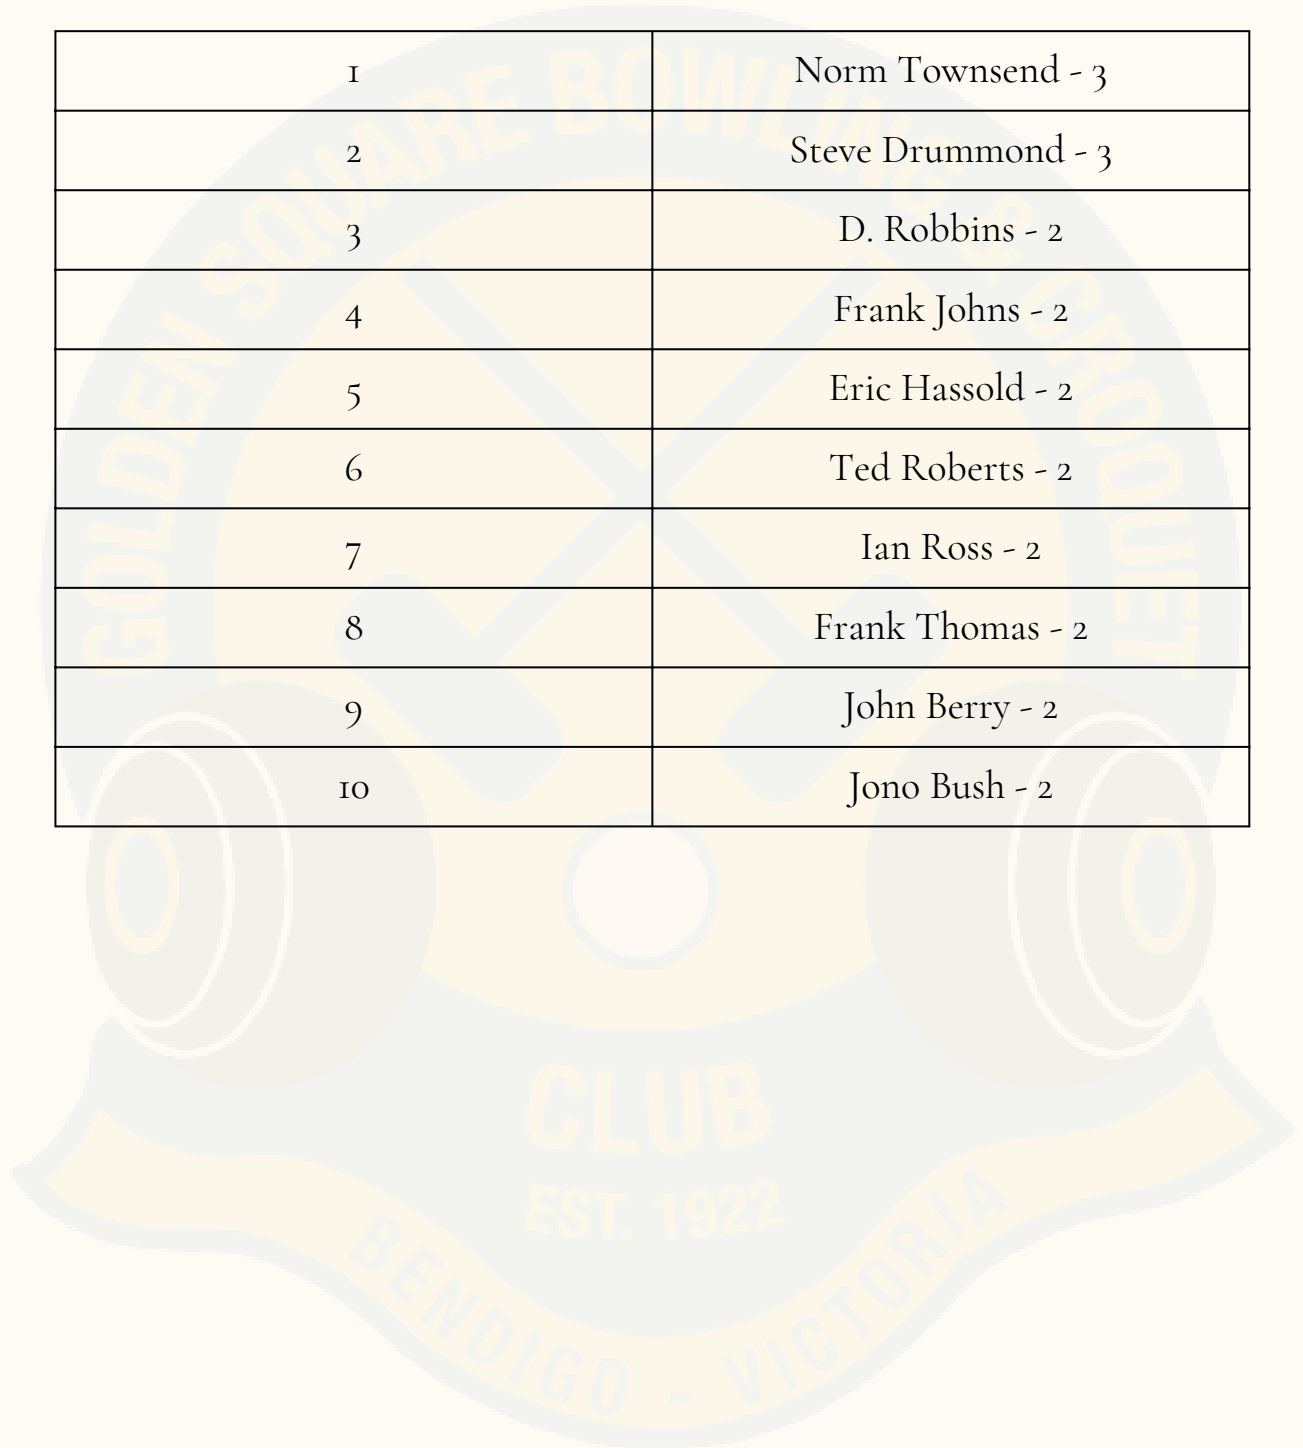 1 Norm Townsend - 3
2 Steve Drummond - 3
3 D. Robbins - 2
4 Frank Johns - 2
5 Eric Hassold - 2
6 Ted Roberts - 2
7 Ian Ross - 2
8 Frank Thomas - 2
9 John Berry - 2
10 Jono Bush - 2
GOLDEN SQUARE BOWLING & CROQUET
CLUB
EST. 1922
BENDIGO - VICTORIA